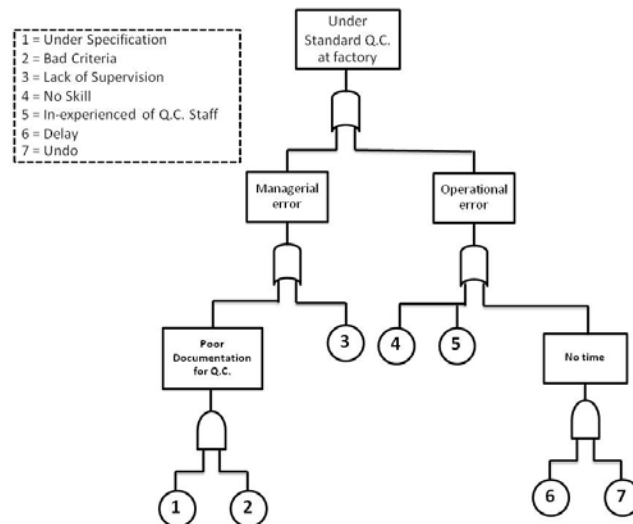 1 = Under Specification
2 = Bad Criteria
3 = Lack of Supervision
4 = No Skill
5 = In-experienced of Q.C. Staff
6 = Delay
7 = Undo
Under
Standard Q.C.
at factory
Managerial
error
Operational
error
Poor
Documentation
for Q.C.
3
4
5
No time
1
2
6
7